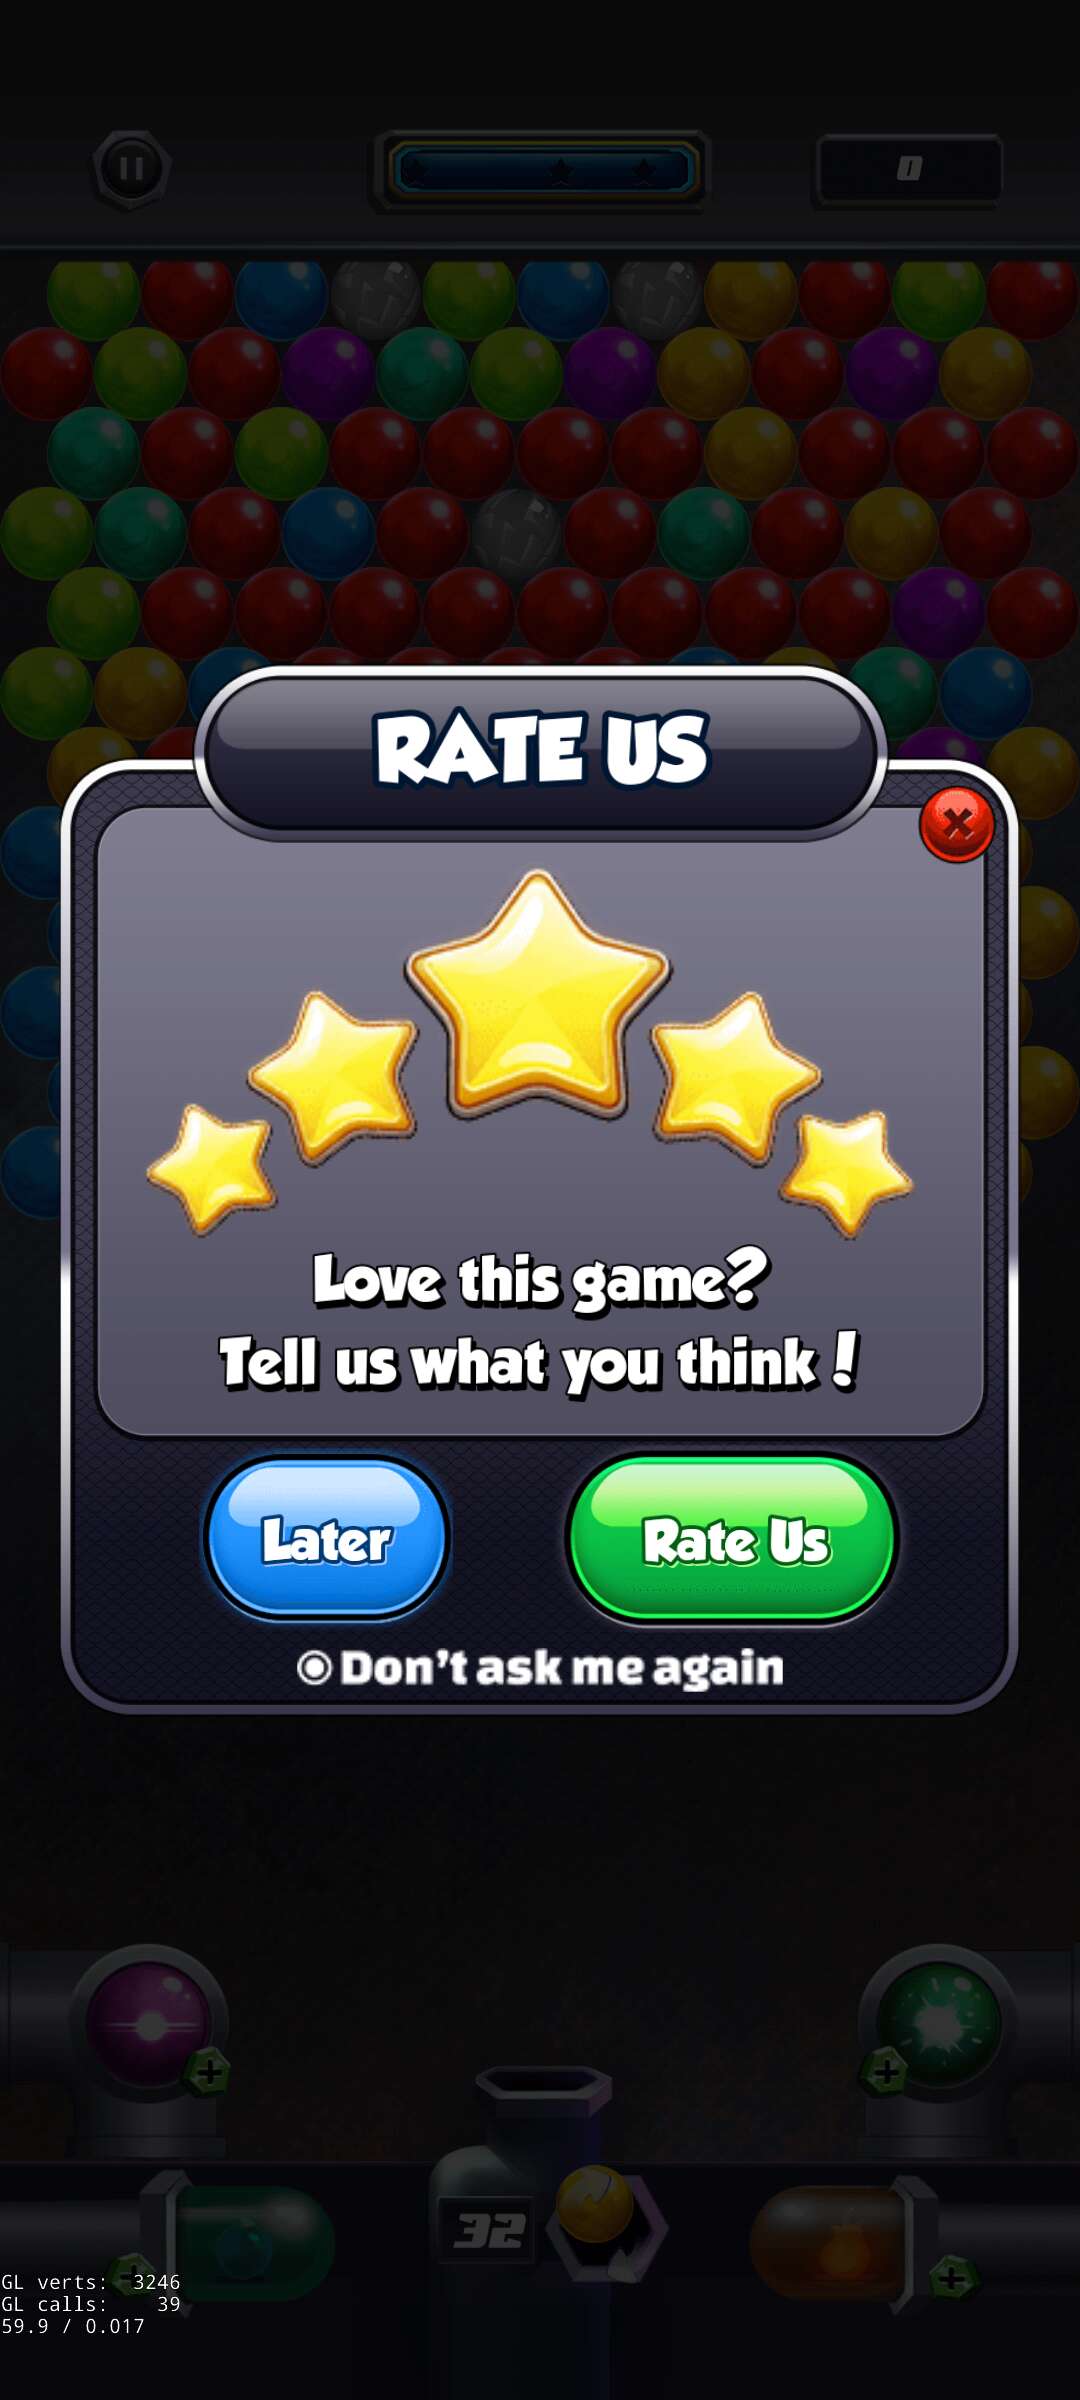 0
RATE US
Love this game?
Tell us what you think!
Later
Rate Us
Don't ask me again
32
GL verts: 3246
GL calls: 39
59.9 / 0.017